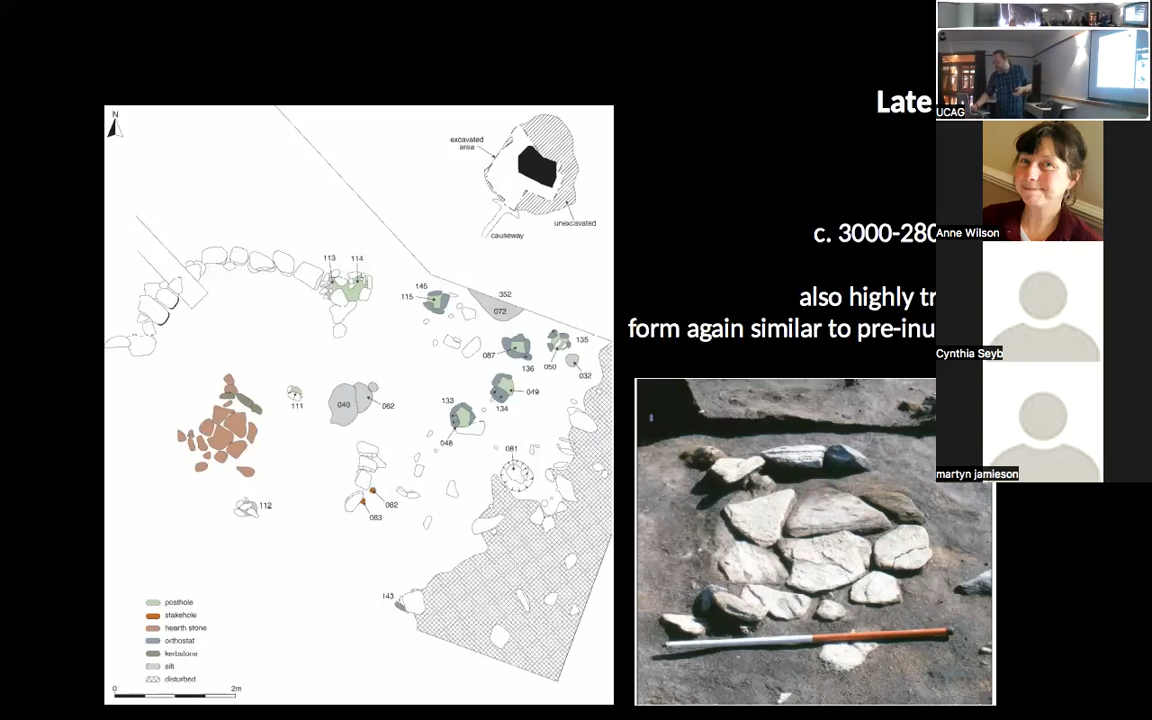 Late
c. 3000-280
also highly tr
form again similar to pre-inu
UCAG
Anne Wilson
Cynthia Seyb
martyn jamieson
N
excavated
area
unexcavated
causeway
113 114
145
115
352
072
087
136
050
135
032
111
040
062
133
048
049
134
081
082
083
112
143
posthole
stakehole
hearth stone
orthostat
kerbstone
silt
disturbed
0 2m